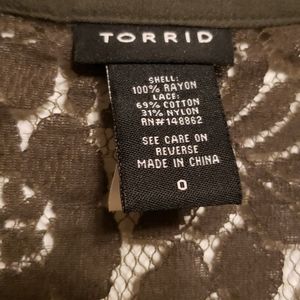 TORRID
SHELL:
100% RAYON
LACE:
69% COTTON
31% NYLON
RN#148862
SEE CARE ON
REVERSE
MADE IN CHINA
0